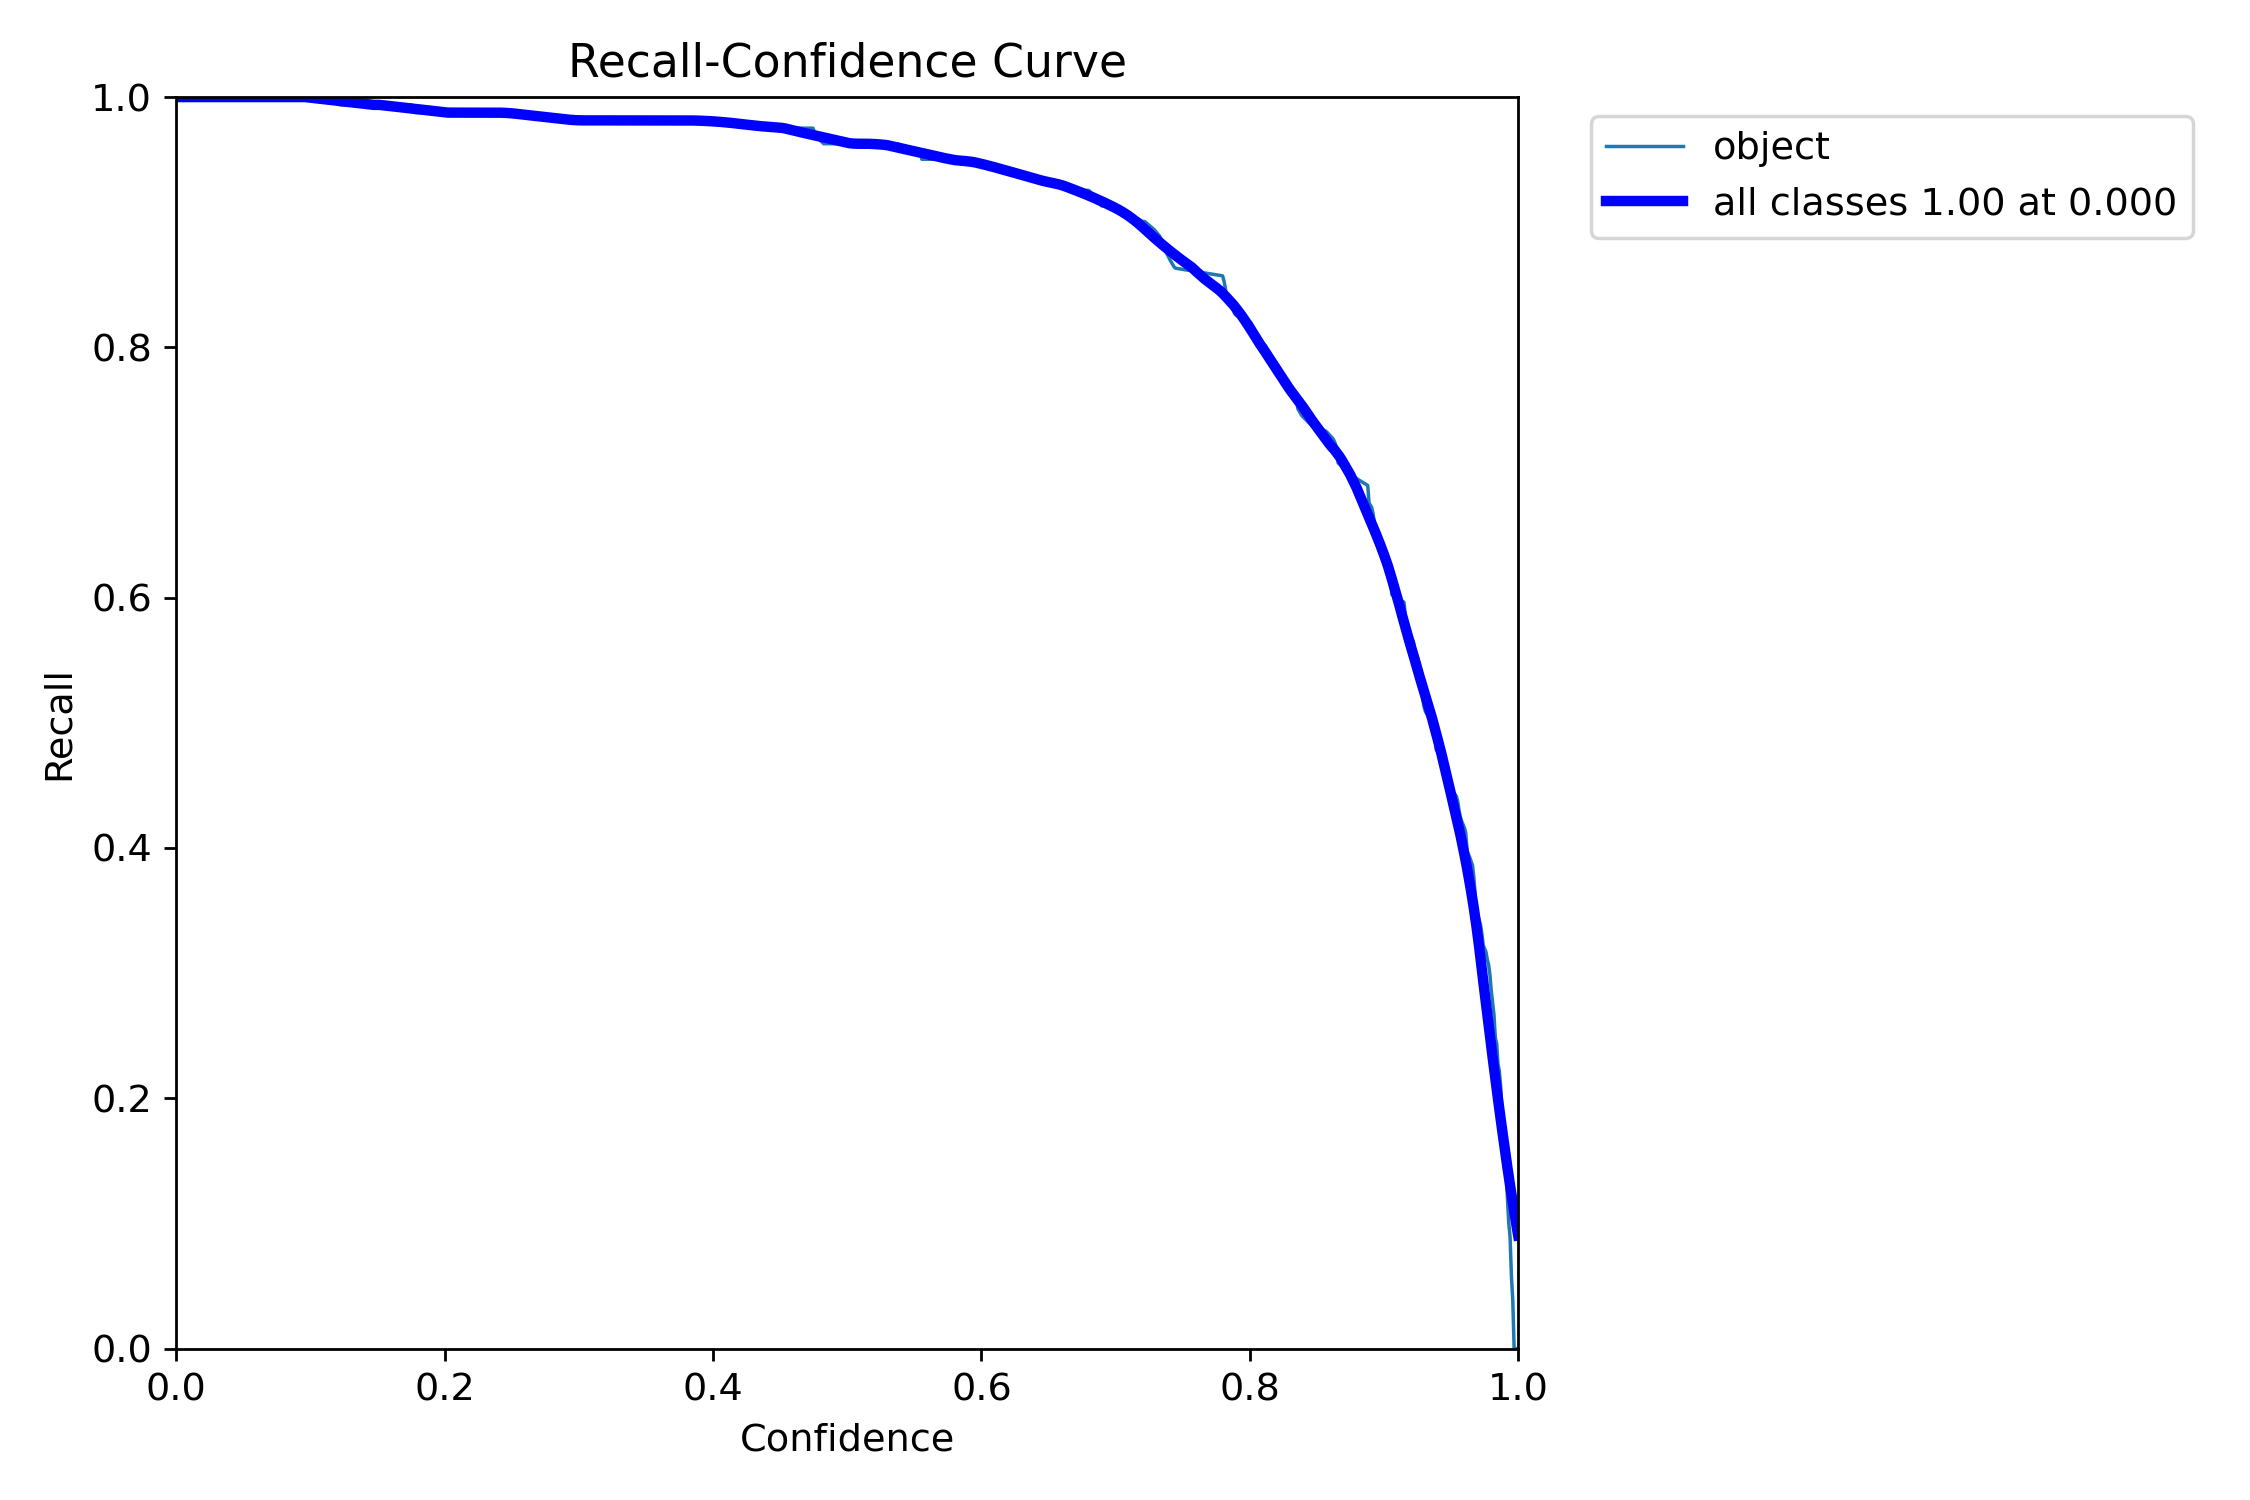 Recall-Confidence Curve
1.0
0.8
0.6
0.4
0.2
0.0
Recall
0.0 0.2 0.4 0.6 0.8 1.0
Confidence
object
all classes 1.00 at 0.000